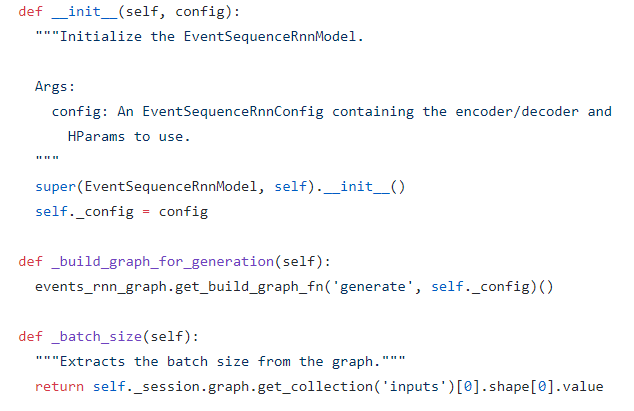 def __init__(self, config):
  """Initialize the EventSequenceRnnModel.

  Args:
    config: An EventSequenceRnnConfig containing the encoder/decoder and
      HParams to use.
  """
  super(EventSequenceRnnModel, self).__init__()
  self._config = config

def _build_graph_for_generation(self):
  events_rnn_graph.get_build_graph_fn('generate', self._config)()

def _batch_size(self):
  """Extracts the batch size from the graph."""
  return self._session.graph.get_collection('inputs')[0].shape[0].value